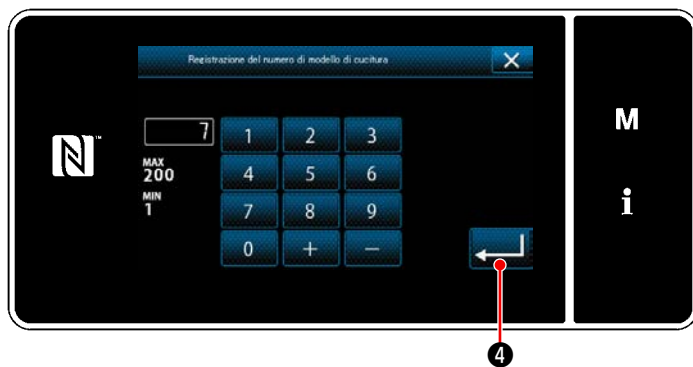 Registrazione del numero di modello di cucitura
7
MAX
200
MIN
1
1 2 3
4 5 6
7 8 9
0 + −
N™
M
i
4